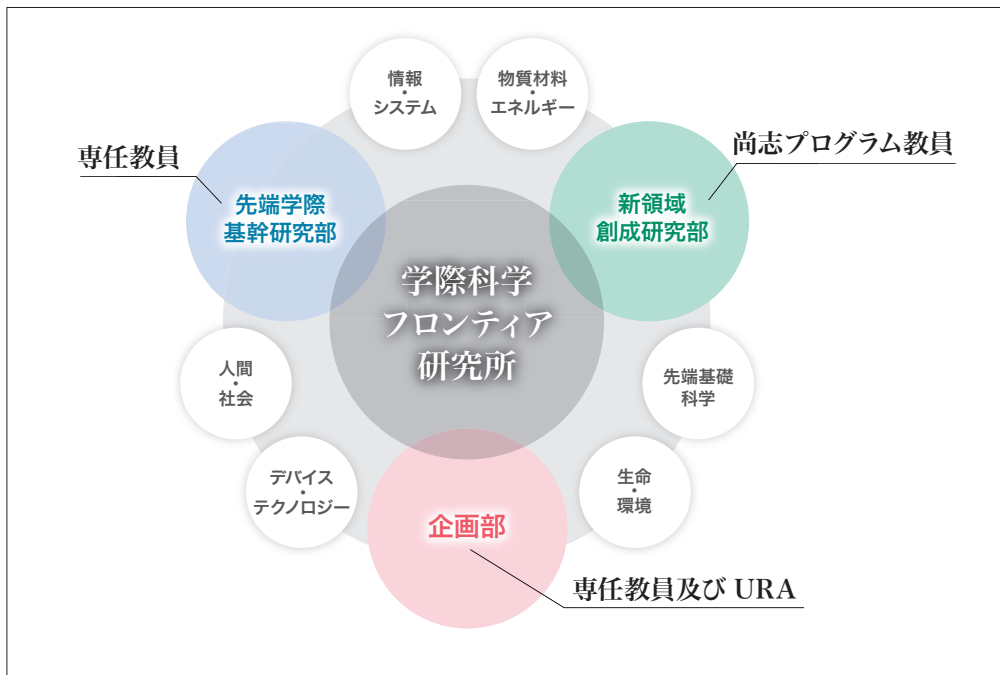 情報
・
システム
物質材料
・
エネルギー
専任教員
尚志プログラム教員
先端学際
基幹研究部
新領域
創成研究部
学際科学
フロンティア
研究所
人間
・
社会
先端基礎
科学
デバイス
・
テクノロジー
生命
・
環境
企画部
専任教員及び URA